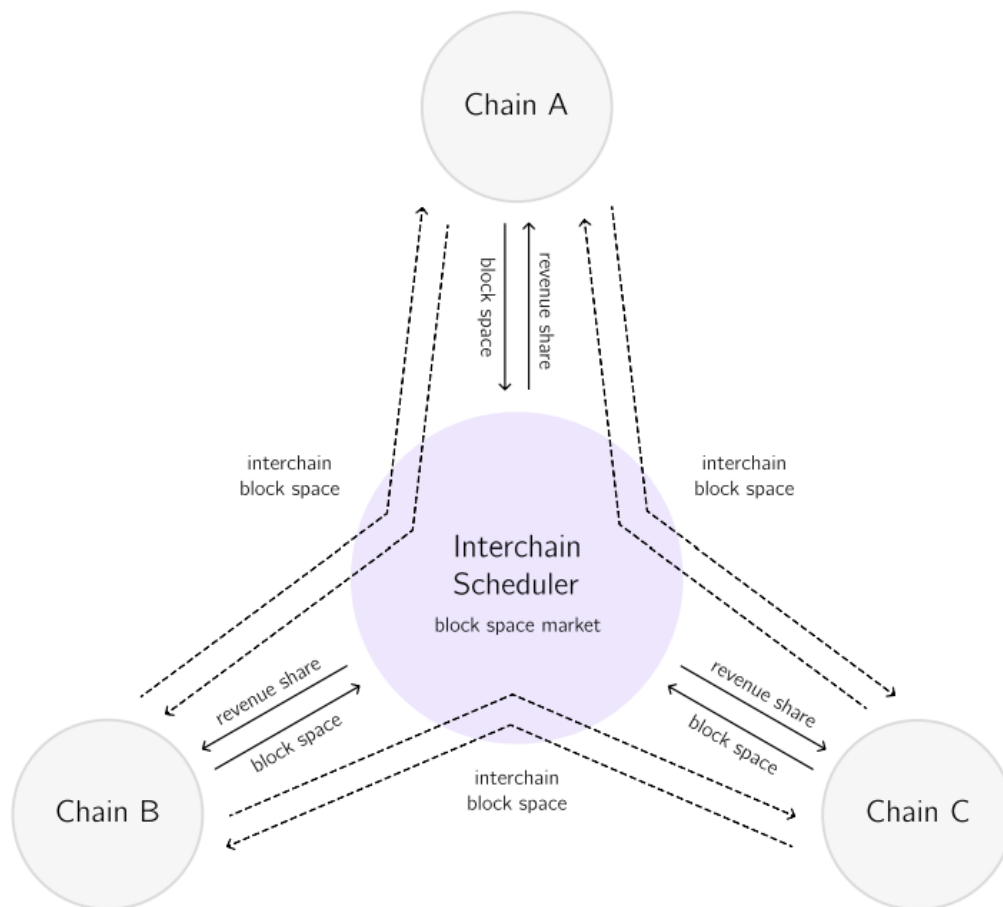 Chain A
block space
revenue share
interchain
block space
interchain
block space
Interchain
Scheduler
block space market
revenue share
block space
revenue share
block space
interchain
block space
Chain B
Chain C